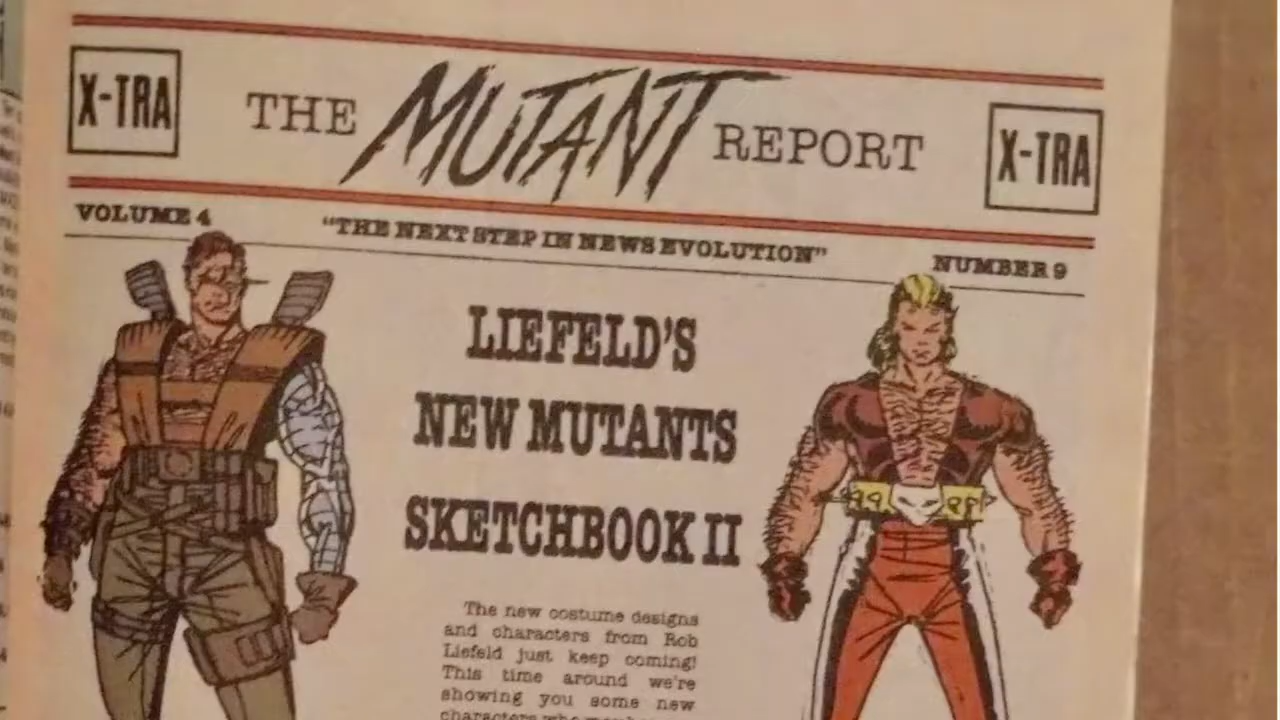 X-TRA
THE MUTANT REPORT
X-TRA
VOLUME 4
"THE NEXT STEP IN NEWS EVOLUTION"
NUMBER 9
LIEFELD'S
NEW MUTANTS
SKETCHBOOK II
The new costume designs
and characters from Rob
Liefeld just keep coming!
This time around we're
showing you some new
characters who